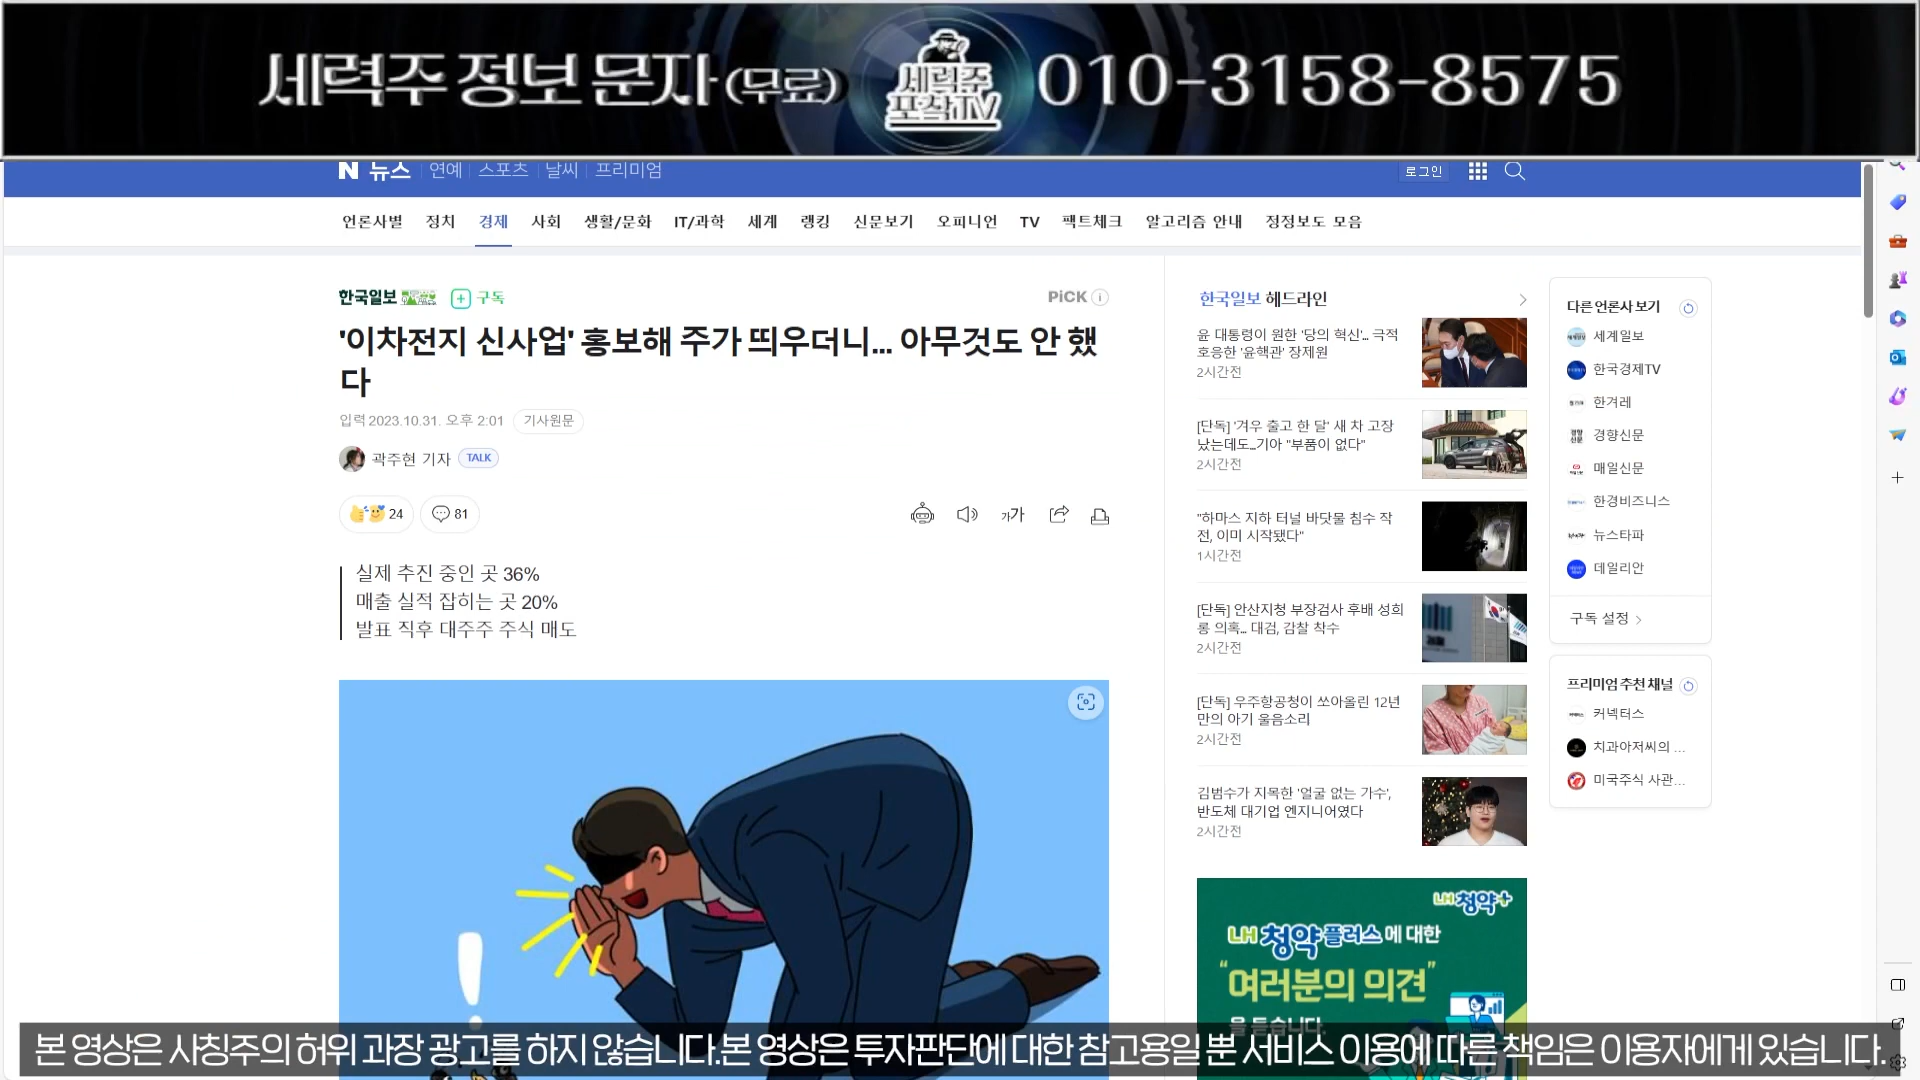 세력주 정보 문자 (무료)
세력주
포착TV
010-3158-8575
N 뉴스 연예 스포츠 날씨 프리미엄
로그인
언론사별 정치 경제 사회 생활/문화 IT/과학 세계 랭킹 신문보기 오피니언 TV 팩트체크 알고리즘 안내 정정보도 모음
한국일보
구독
PiCK
'이차전지 신사업' 홍보해 주가 띄우더니... 아무것도 안 했
다
입력 2023.10.31. 오후 2:01
기사원문
곽주현 기자
TALK
24
81
가가
실제 추진 중인 곳 36%
매출 실적 잡히는 곳 20%
발표 직후 대주주 주식 매도
한국일보 헤드라인
윤 대통령이 원한 '당의 혁신'... 극적
호응한 '윤핵관' 장제원
2시간전
[단독] '겨우 출고 한 달' 새 차 고장
났는데도...기아 "부품이 없다"
2시간전
"하마스 지하 터널 바닷물 침수 작
전, 이미 시작됐다"
1시간전
[단독] 안산지청 부장검사 후배 성희
롱 의혹... 대검, 감찰 착수
2시간전
[단독] 우주항공청이 쏘아올린 12년
만의 아기 울음소리
2시간전
김범수가 지목한 '얼굴 없는 가수',
반도체 대기업 엔지니어였다
2시간전
LH청약+
LH청약플러스에 대한
"여러분의 의견"
을 듣습니다.
다른 언론사 보기
세계일보
한국경제TV
한겨레
경향신문
매일신문
한경비즈니스
뉴스타파
데일리안
구독 설정
프리미엄 추천 채널
커넥터스
치과아저씨의 ...
미국주식 사관...
본 영상은 사칭주의 허위 과장 광고를 하지 않습니다.본 영상은 투자판단에 대한 참고용일 뿐 서비스 이용에 따른 책임은 이용자에게 있습니다.